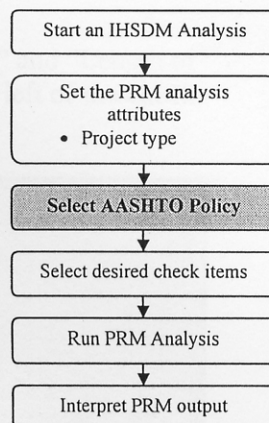 Start an IHSDM Analysis
Set the PRM analysis
attributes
• Project type
Select AASHTO Policy
Select desired check items
Run PRM Analysis
Interpret PRM output